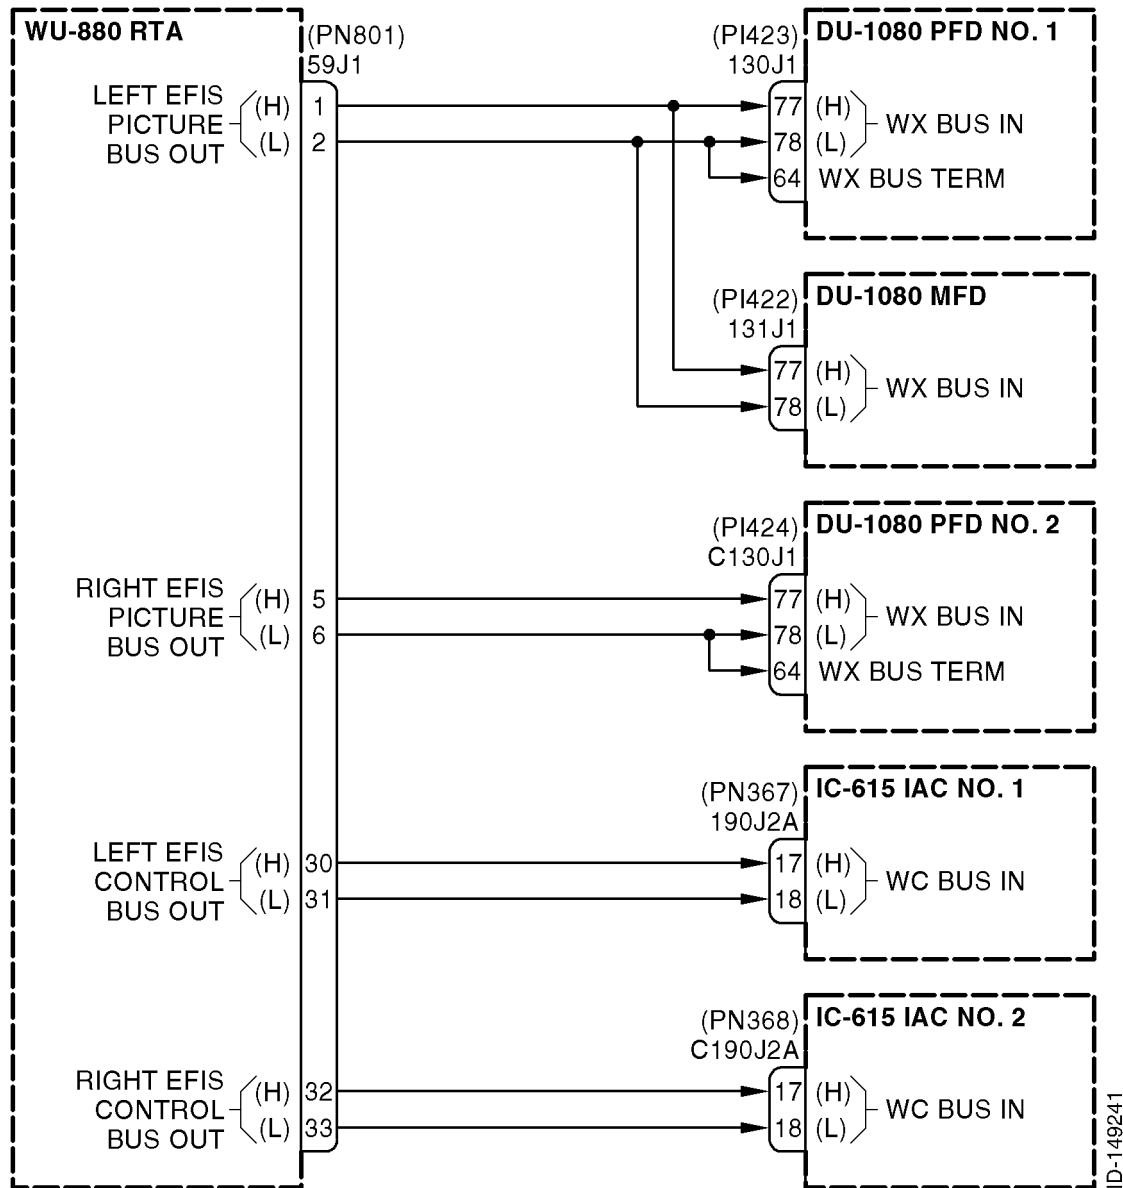 WU-880 RTA
(PN801)
59J1
LEFT EFIS
PICTURE
BUS OUT
(H) 1
(L) 2
(PI423)
130J1
DU-1080 PFD NO. 1
77 (H)
78 (L)
WX BUS IN
64 WX BUS TERM
(PI422)
131J1
DU-1080 MFD
77 (H)
78 (L)
WX BUS IN
RIGHT EFIS
PICTURE
BUS OUT
(H) 5
(L) 6
(PI424)
C130J1
DU-1080 PFD NO. 2
77 (H)
78 (L)
WX BUS IN
64 WX BUS TERM
LEFT EFIS
CONTROL
BUS OUT
(H) 30
(L) 31
(PN367)
190J2A
IC-615 IAC NO. 1
17 (H)
18 (L)
WC BUS IN
RIGHT EFIS
CONTROL
BUS OUT
(H) 32
(L) 33
(PN368)
C190J2A
IC-615 IAC NO. 2
17 (H)
18 (L)
WC BUS IN
ID-149241